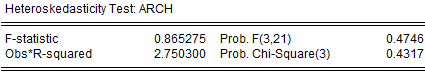 Heteroskedasticity Test: ARCH
F-statistic 0.865275 Prob. F(3,21) 0.4746
Obs*R-squared 2.750300 Prob. Chi-Square(3) 0.4317